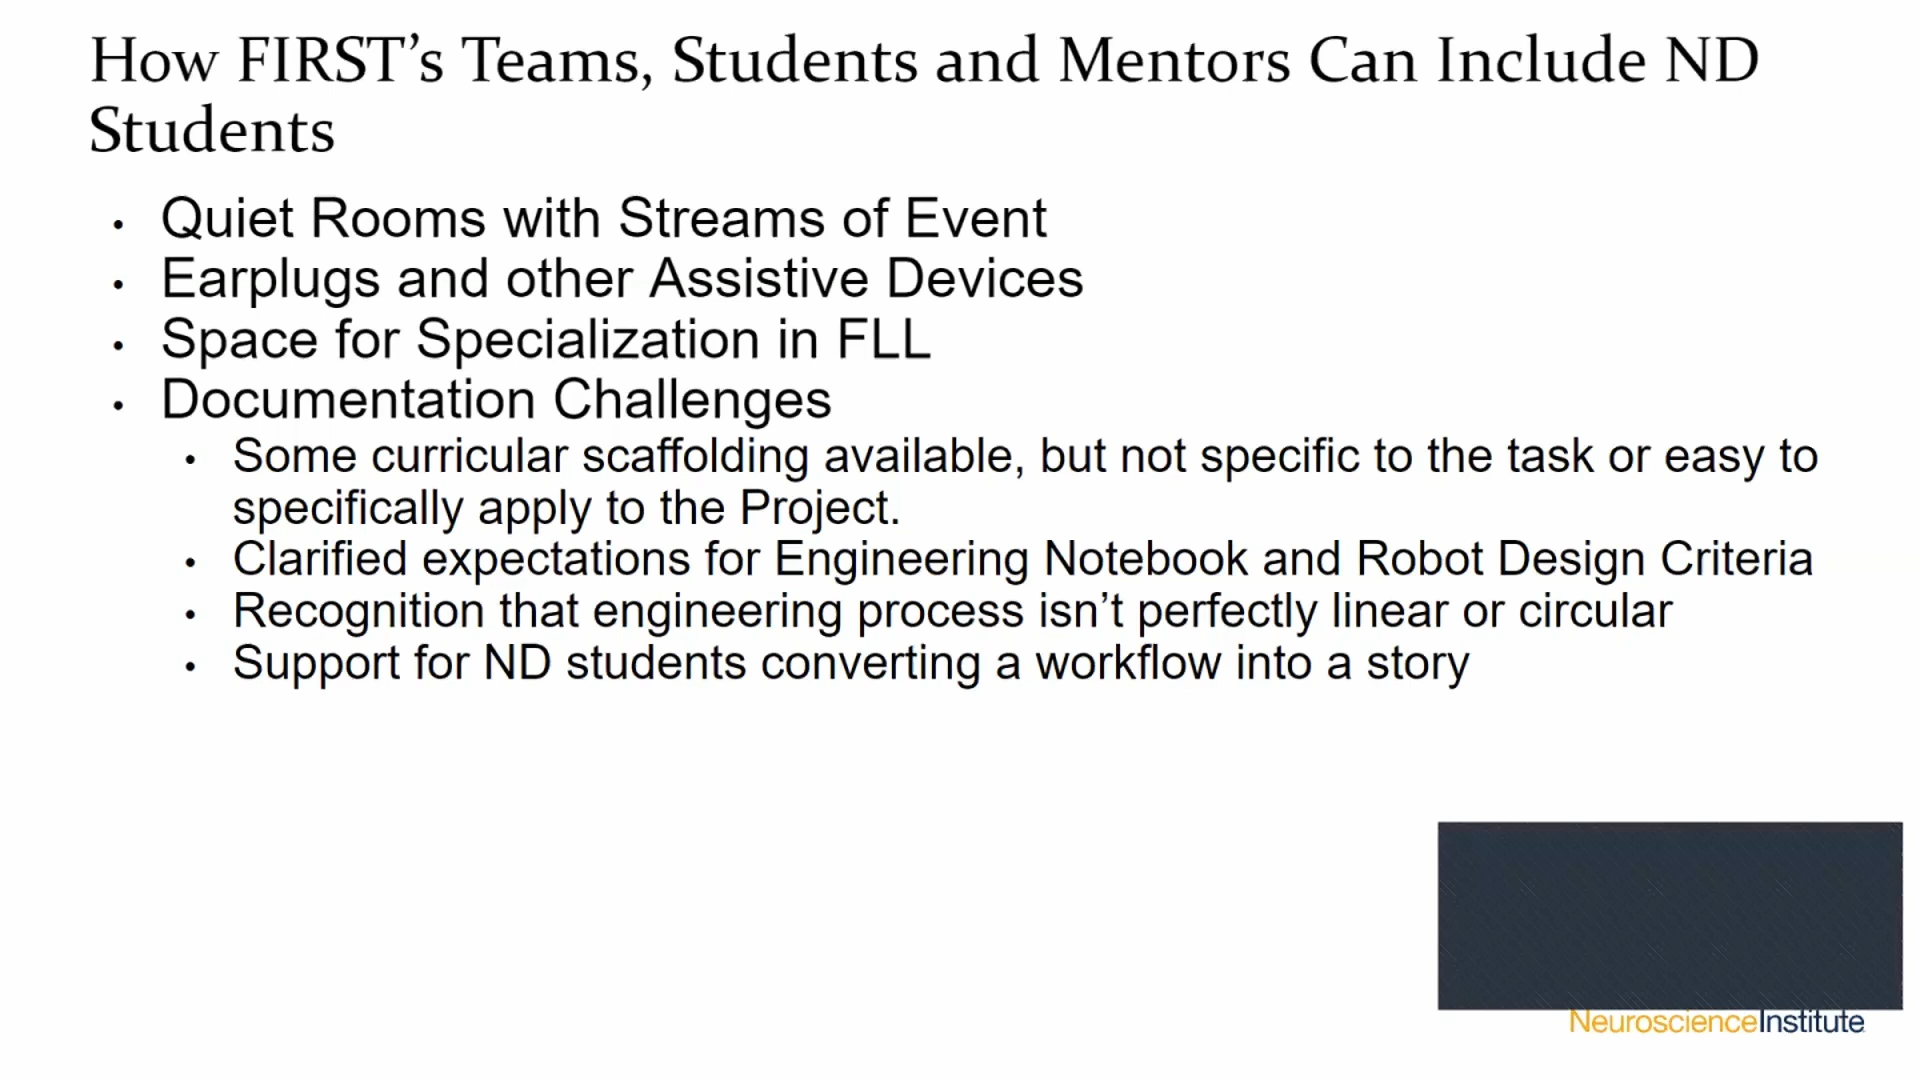 How FIRST’s Teams, Students and Mentors Can Include ND
Students
• Quiet Rooms with Streams of Event
• Earplugs and other Assistive Devices
• Space for Specialization in FLL
• Documentation Challenges
• Some curricular scaffolding available, but not specific to the task or easy to
specifically apply to the Project.
• Clarified expectations for Engineering Notebook and Robot Design Criteria
• Recognition that engineering process isn’t perfectly linear or circular
• Support for ND students converting a workflow into a story
NeuroscienceInstitute